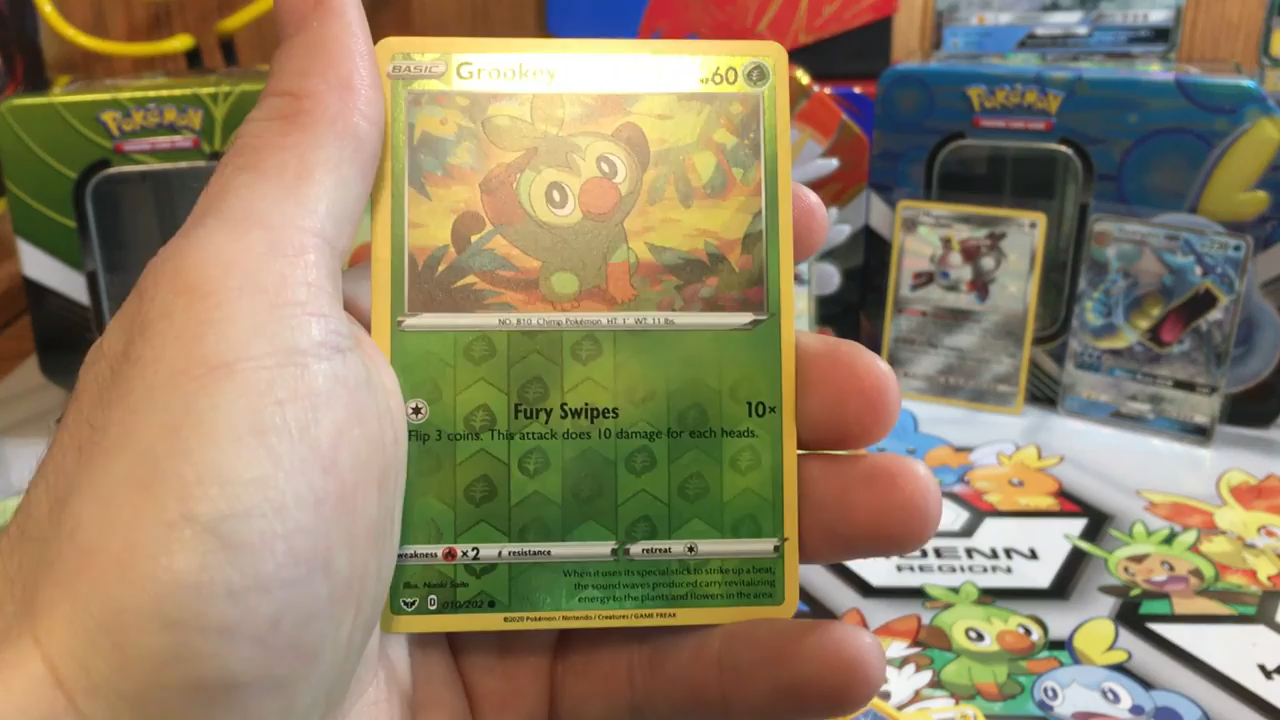 POKÉMON
POKÉMON
BASIC
Grookey
HP 60
NO. 810 Chimp Pokémon HT: 1' WT: 11 lbs.
Fury Swipes 10×
Flip 3 coins. This attack does 10 damage for each heads.
weakness ×2 resistance retreat
Illus. Naoki Saito
When it uses its special stick to strike up a beat,
the sound waves produced carry revitalizing
energy to the plants and flowers in the area.
D 010/202
©2020 Pokémon / Nintendo / Creatures / GAME FREAK
230
HOENN
REGION
K